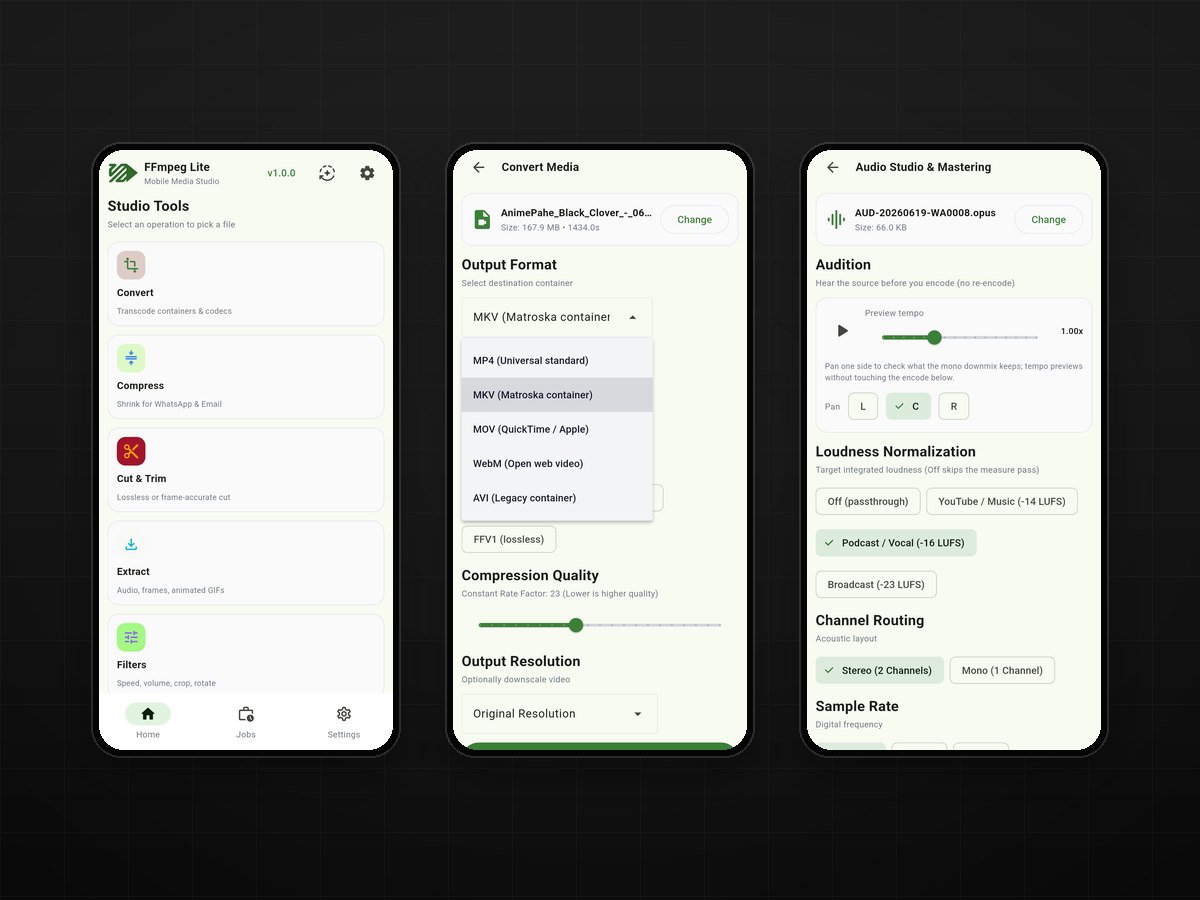 FFmpeg Lite
Mobile Media Studio
v1.0.0
Studio Tools
Select an operation to pick a file
Convert
Transcode containers & codecs
Compress
Shrink for WhatsApp & Email
Cut & Trim
Lossless or frame-accurate cut
Extract
Audio, frames, animated GIFs
Filters
Speed, volume, crop, rotate
Home
Jobs
Settings
Convert Media
AnimePahe_Black_Clover_-_06…
Size: 167.9 MB • 1434.0s
Change
Output Format
Select destination container
MKV (Matroska container
MP4 (Universal standard)
MKV (Matroska container)
MOV (QuickTime / Apple)
WebM (Open web video)
AVI (Legacy container)
FFV1 (lossless)
Compression Quality
Constant Rate Factor: 23 (Lower is higher quality)
Output Resolution
Optionally downscale video
Original Resolution
Audio Studio & Mastering
AUD-20260619-WA0008.opus
Size: 66.0 KB
Change
Audition
Hear the source before you encode (no re-encode)
Preview tempo
1.00x
Pan one side to check what the mono downmix keeps; tempo previews
without touching the encode below.
Pan
L
C
R
Loudness Normalization
Target integrated loudness (Off skips the measure pass)
Off (passthrough)
YouTube / Music (-14 LUFS)
Podcast / Vocal (-16 LUFS)
Broadcast (-23 LUFS)
Channel Routing
Acoustic layout
Stereo (2 Channels)
Mono (1 Channel)
Sample Rate
Digital frequency